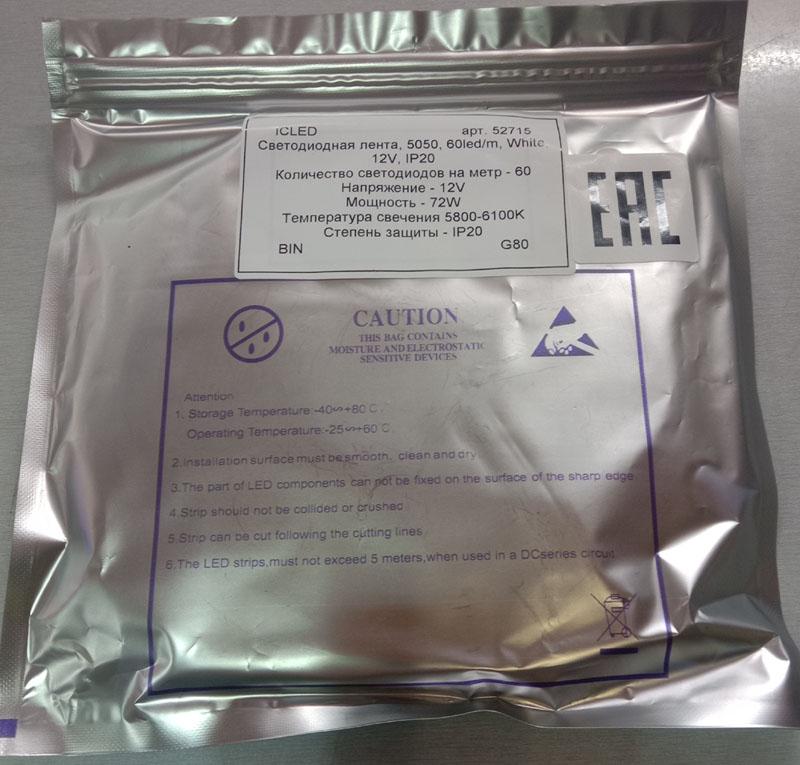 iCLED арт. 52715
Светодиодная лента, 5050, 60led/m, White,
12V, IP20
Количество светодиодов на метр - 60
Напряжение - 12V
Мощность - 72W
Температура свечения 5800-6100K
Степень защиты - IP20
BIN G80
EAC
CAUTION
THIS BAG CONTAINS
MOISTURE AND ELECTROSTATIC
SENSITIVE DEVICES
Attention
1. Storage Temperature:-40∽+80℃.
Operating Temperature:-25∽+60℃.
2.Installation surface must be smooth, clean and dry
3.The part of LED components can not be fixed on the surface of the sharp edge
4.Strip should not be collided or crushed
5.Strip can be cut following the cutting lines
6.The LED strips,must not exceed 5 meters,when used in a DCseries circuit